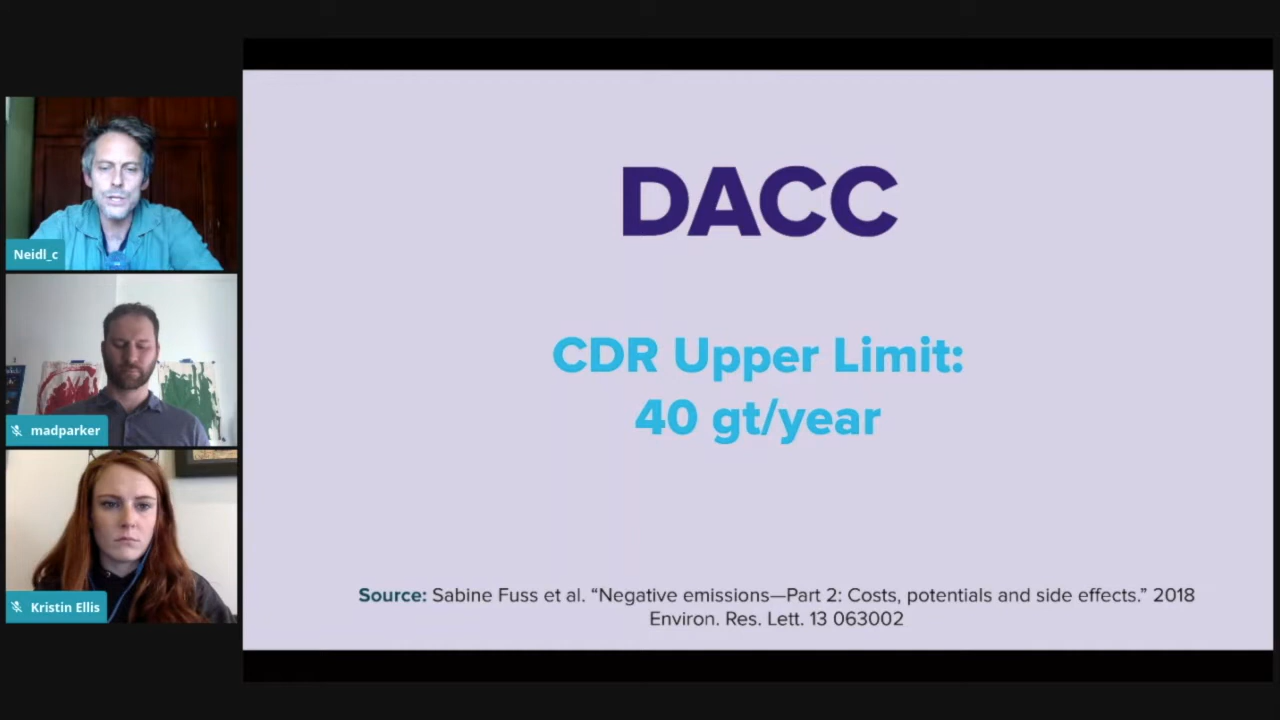 Neidl_c
madparker
Kristin Ellis
DACC
CDR Upper Limit:
40 gt/year
Source: Sabine Fuss et al. “Negative emissions—Part 2: Costs, potentials and side effects.” 2018
Environ. Res. Lett. 13 063002